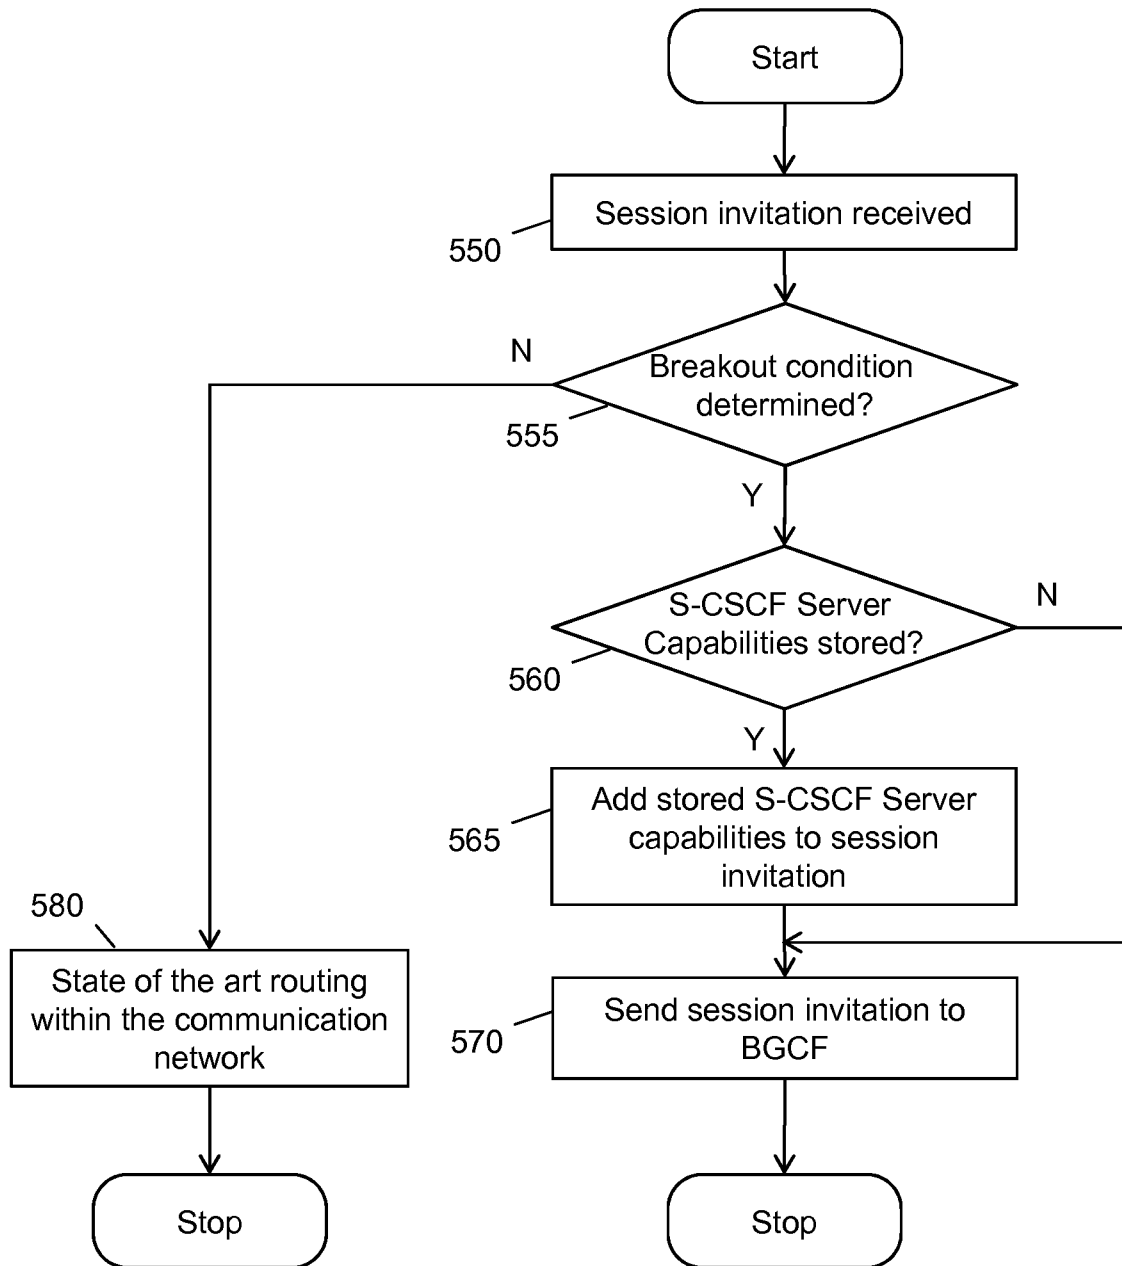 Start
Session invitation received
550
N
Breakout condition
determined?
555
Y
S-CSCF Server
Capabilities stored?
N
560
Y
Add stored S-CSCF Server
capabilities to session
invitation
565
580
State of the art routing
within the communication
network
Send session invitation to
BGCF
570
Stop
Stop